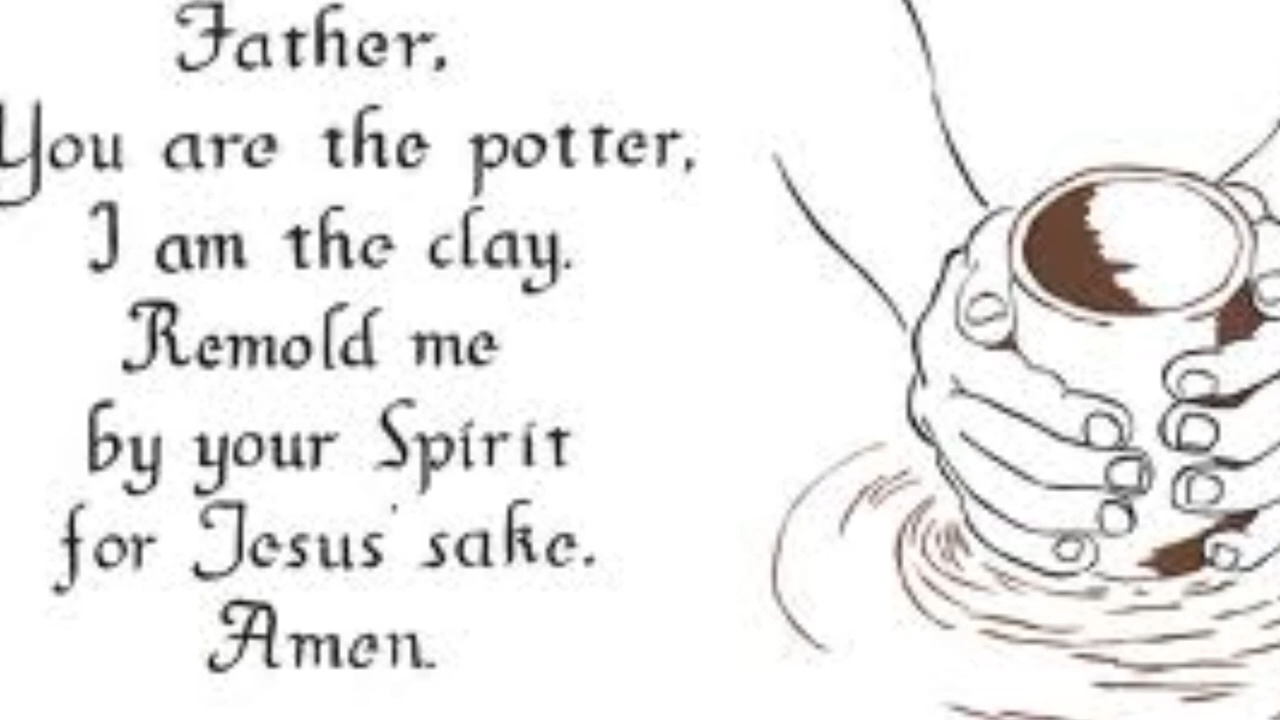 Father,
You are the potter,
I am the clay.
Remold me
by your Spirit
for Jesus' sake.
Amen.